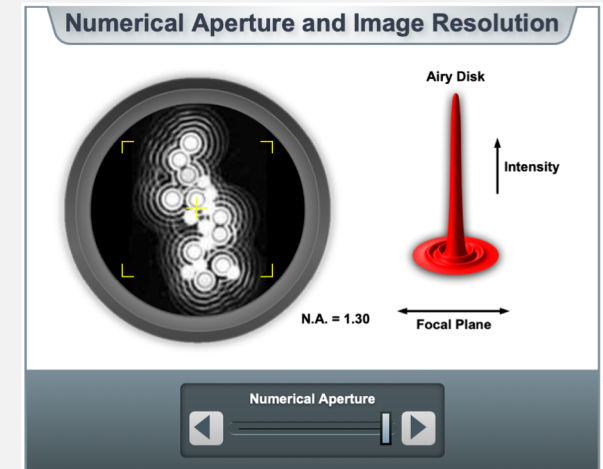 Numerical Aperture and Image Resolution
Airy Disk
Intensity
N.A. = 1.30
Focal Plane
Numerical Aperture